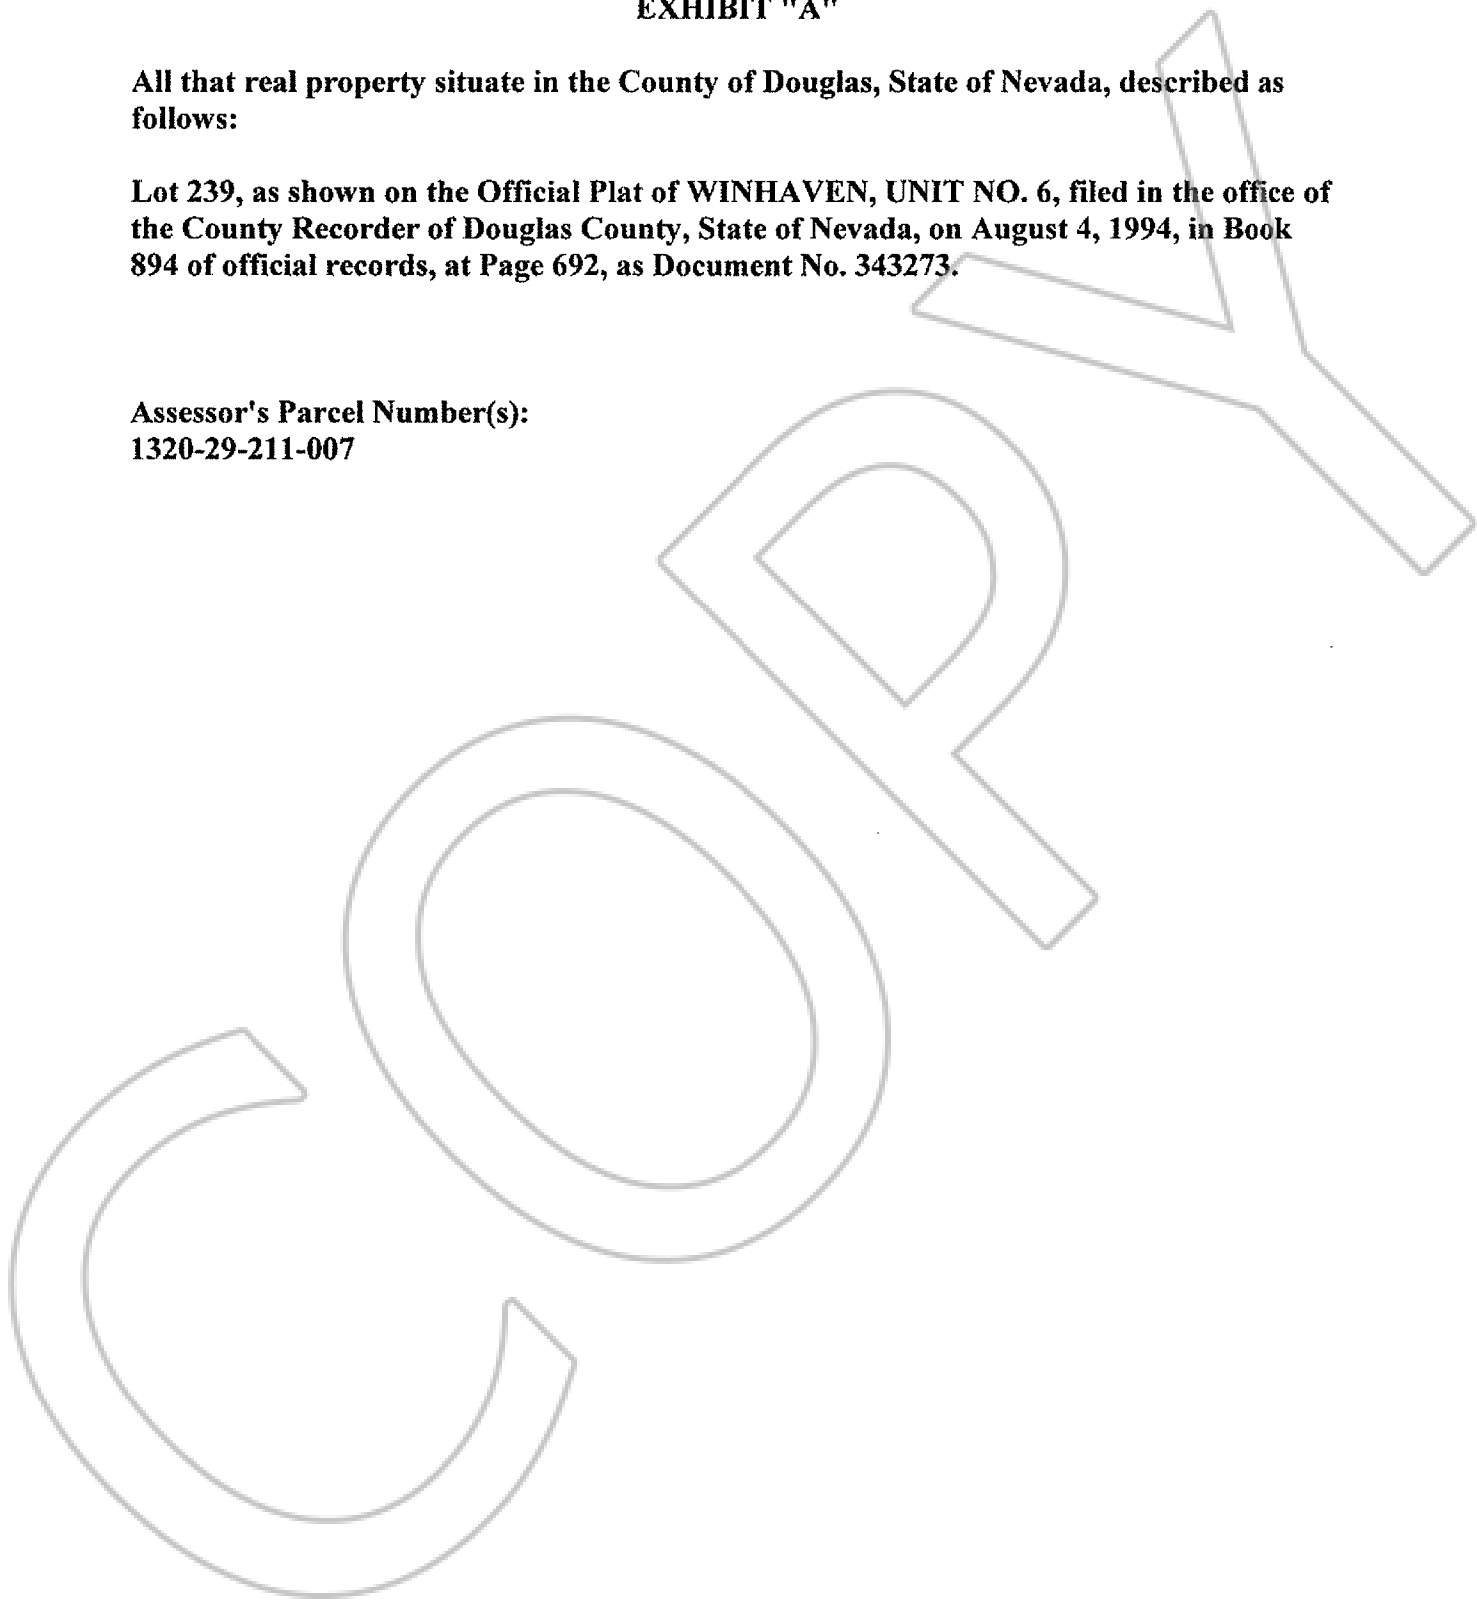 EXHIBIT "A"
All that real property situate in the County of Douglas, State of Nevada, described as
follows:
Lot 239, as shown on the Official Plat of WINHAVEN, UNIT NO. 6, filed in the office of
the County Recorder of Douglas County, State of Nevada, on August 4, 1994, in Book
894 of official records, at Page 692, as Document No. 343273.
Assessor's Parcel Number(s):
1320-29-211-007
COPY